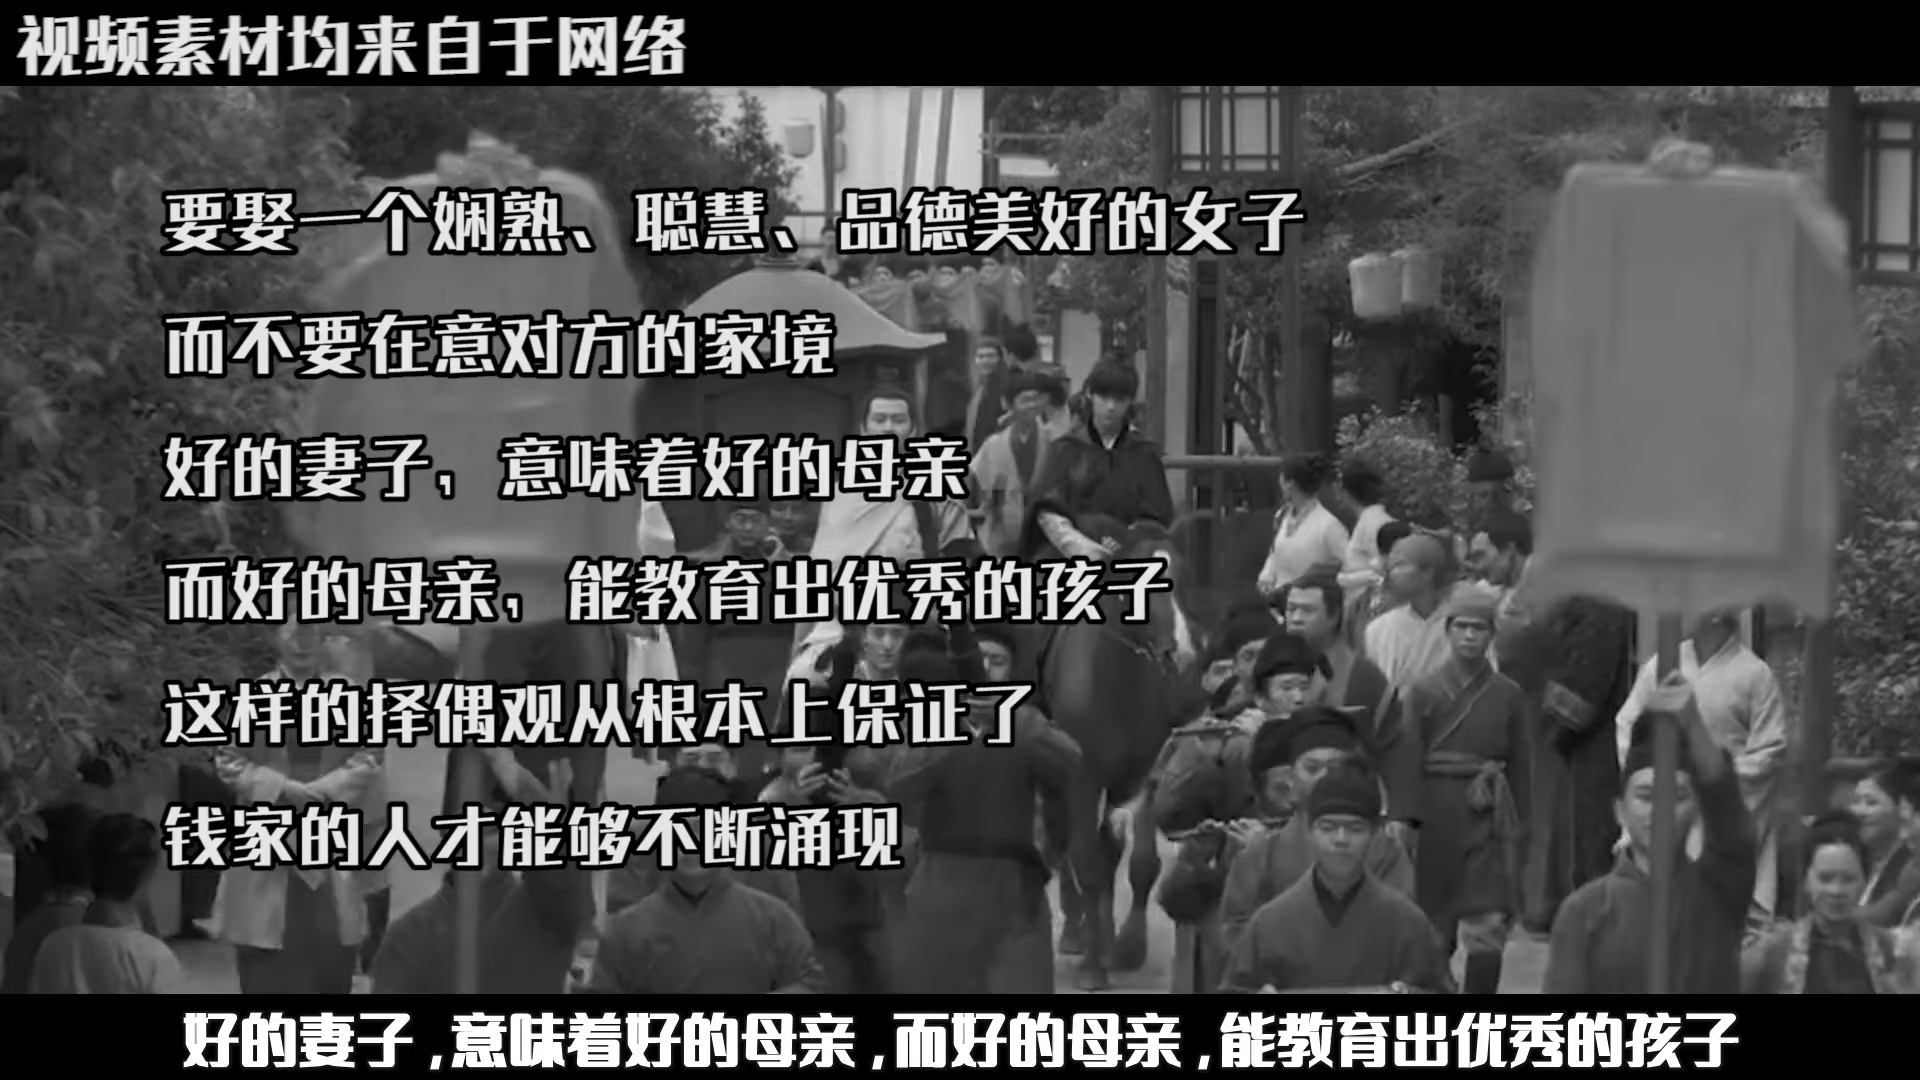 视频素材均来自于网络
要娶一个娴熟、聪慧、品德美好的女子
而不要在意对方的家境
好的妻子，意味着好的母亲
而好的母亲，能教育出优秀的孩子
这样的择偶观从根本上保证了
钱家的人才能够不断涌现
好的妻子,意味着好的母亲,而好的母亲,能教育出优秀的孩子